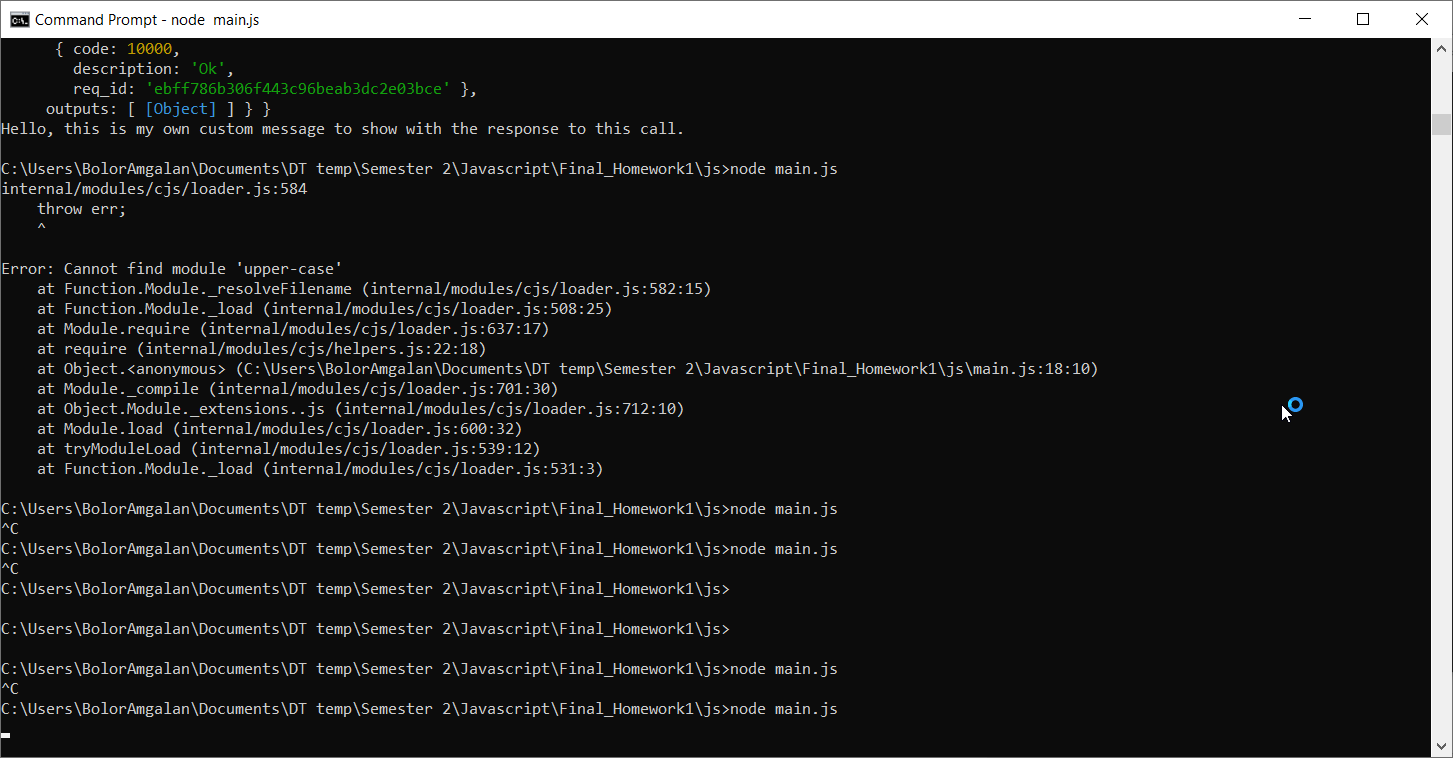 Command Prompt - node  main.js
      { code: 10000,
        description: 'Ok',
        req_id: 'ebff786b306f443c96beab3dc2e03bce' },
     outputs: [ [Object] ] } }
Hello, this is my own custom message to show with the response to this call.
C:\Users\BolorAmgalan\Documents\DT temp\Semester 2\Javascript\Final_Homework1\js>node main.js
internal/modules/cjs/loader.js:584
    throw err;
    ^
Error: Cannot find module 'upper-case'
    at Function.Module._resolveFilename (internal/modules/cjs/loader.js:582:15)
    at Function.Module._load (internal/modules/cjs/loader.js:508:25)
    at Module.require (internal/modules/cjs/loader.js:637:17)
    at require (internal/modules/cjs/helpers.js:22:18)
    at Object.<anonymous> (C:\Users\BolorAmgalan\Documents\DT temp\Semester 2\Javascript\Final_Homework1\js\main.js:18:10)
    at Module._compile (internal/modules/cjs/loader.js:701:30)
    at Object.Module._extensions..js (internal/modules/cjs/loader.js:712:10)
    at Module.load (internal/modules/cjs/loader.js:600:32)
    at tryModuleLoad (internal/modules/cjs/loader.js:539:12)
    at Function.Module._load (internal/modules/cjs/loader.js:531:3)
C:\Users\BolorAmgalan\Documents\DT temp\Semester 2\Javascript\Final_Homework1\js>node main.js
^C
C:\Users\BolorAmgalan\Documents\DT temp\Semester 2\Javascript\Final_Homework1\js>node main.js
^C
C:\Users\BolorAmgalan\Documents\DT temp\Semester 2\Javascript\Final_Homework1\js>
C:\Users\BolorAmgalan\Documents\DT temp\Semester 2\Javascript\Final_Homework1\js>
C:\Users\BolorAmgalan\Documents\DT temp\Semester 2\Javascript\Final_Homework1\js>node main.js
^C
C:\Users\BolorAmgalan\Documents\DT temp\Semester 2\Javascript\Final_Homework1\js>node main.js